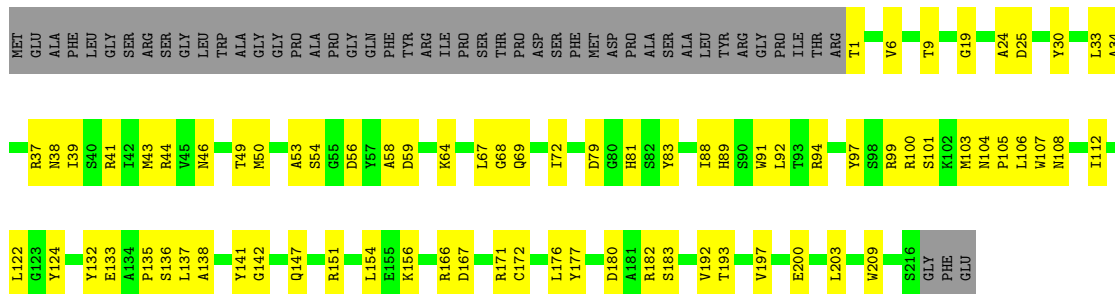 MET GLU ALA PHE LEU GLY SER ARG SER GLY LEU TRP ALA GLY GLY PRO ALA PRO GLY GLN PHE TYR ARG ILE PRO SER THR PRO ASP SER PHE MET ASP PRO ALA SER ALA LEU TYR ARG GLY PRO ILE THR ARG T1 V6 T9 G19 A24 D25 Y30 L33 A34
R37 N38 I39 S40 R41 I42 M43 R44 V45 N46 T49 M50 A53 S54 G55 D56 Y57 A58 D59 K64 L67 G68 Q69 I72 D79 G80 H81 S82 Y83 I88 H89 S90 W91 L92 T93 R94 Y97 S98 R99 R100 S101 K102 M103 N104 P105 L106 W107 N108 I112
L122 G123 Y124 Y132 E133 A134 P135 S136 L137 A138 Y141 G142 Q147 R151 L154 E155 K156 R166 D167 R171 C172 L176 Y177 D180 A181 R182 S183 V192 T193 V197 E200 L203 W209 S216 GLY PHE GLU